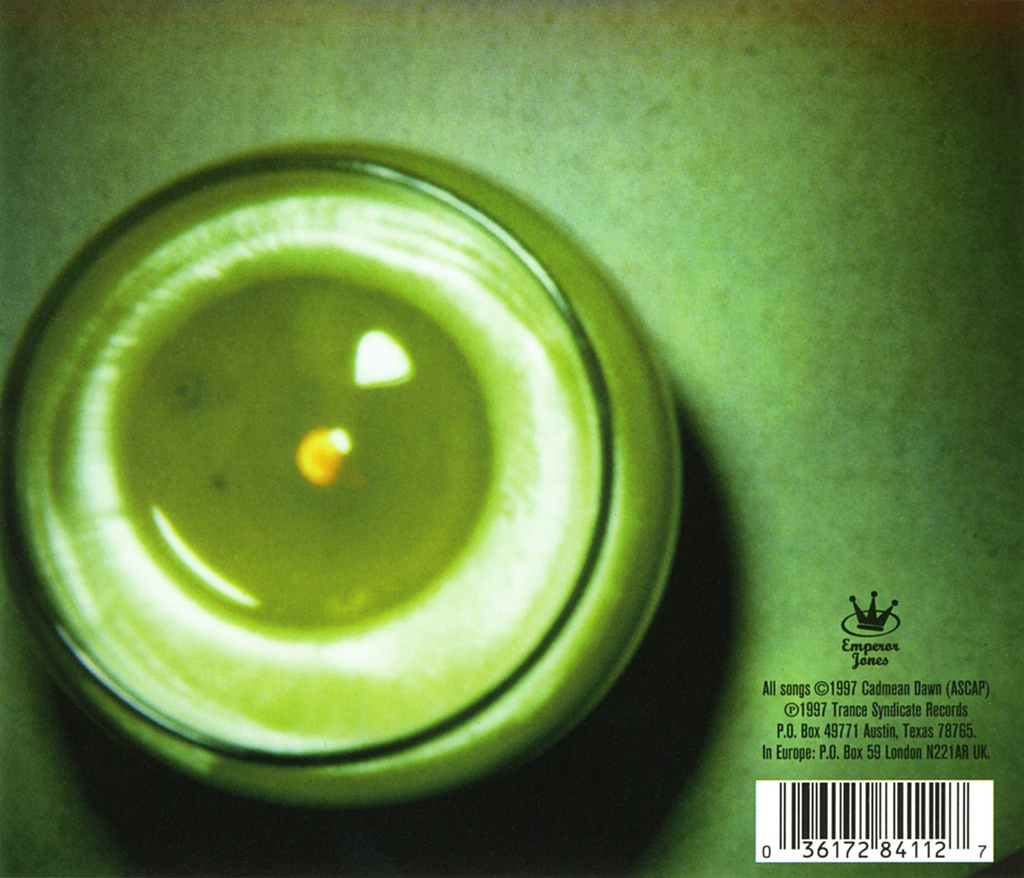 Emperor
Jones
All songs ©1997 Cadmean Dawn (ASCAP)
℗1997 Trance Syndicate Records
P.O. Box 49771 Austin, Texas 78765.
In Europe: P.O. Box 59 London N221AR UK.
0 36172 84112 7